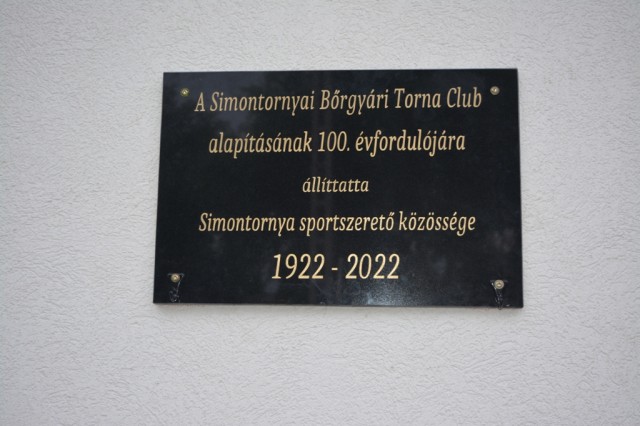 A Simontornyai Bőrgyári Torna Club
alapításának 100. évfordulójára
állíttatta
Simontornya sportszerető közössége
1922 - 2022